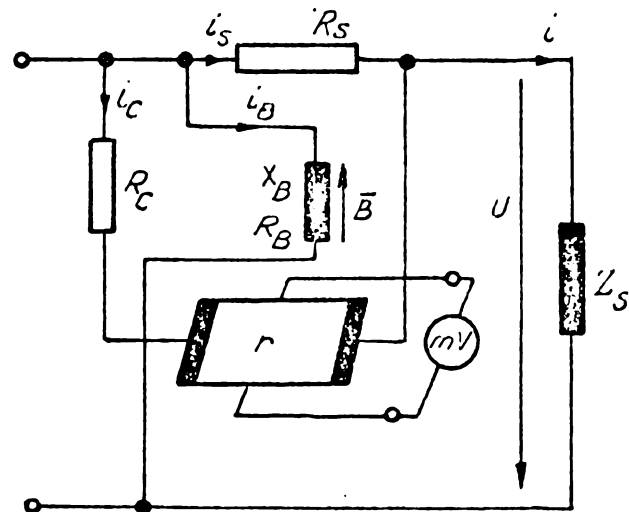 i_S R_S i
i_C i_B
R_C X_B B̄ U
R_B Z_S
r mV